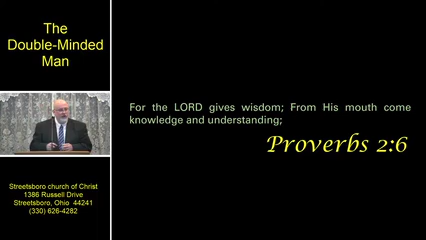 The
Double-Minded
Man
For the LORD gives wisdom; From His mouth come
knowledge and understanding;
Proverbs 2:6
Streetsboro church of Christ
1386 Russell Drive
Streetsboro, Ohio 44241
(330) 626-4282